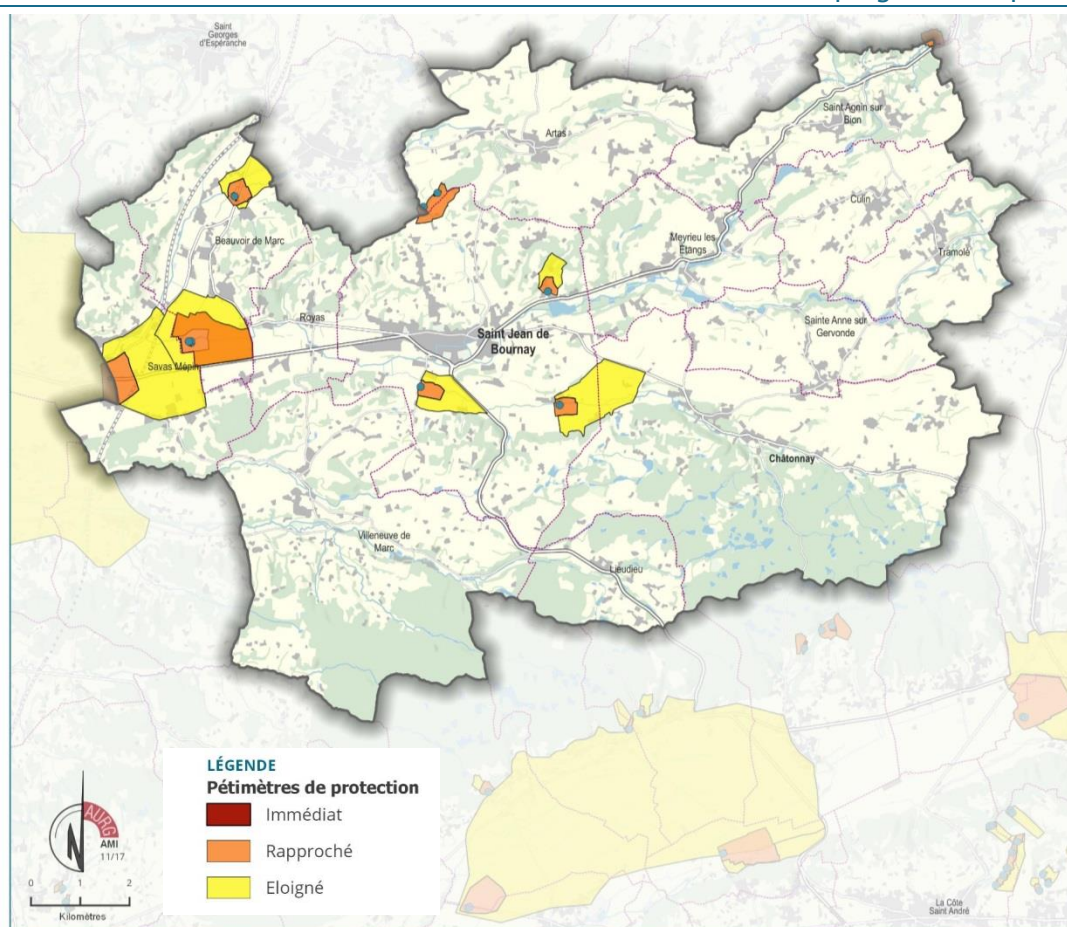 Saint
Georges
d'Espéranche
Saint Agnin sur
Bion
Artas
Culin
Beauvoir de Marc
Meyrieu les
Etangs
Tramolé
Royas
Saint Jean de
Bournay
Sainte Anne sur
Gervonde
Savas Mépin
Châtonnay
Villeneuve de
Marc
Lieudieu
LÉGENDE
Pétimètres de protection
Immédiat
Rapproché
Eloigné
N
AURG
AMI
11/17
0 1 2
Kilomètres
La Côte
Saint André